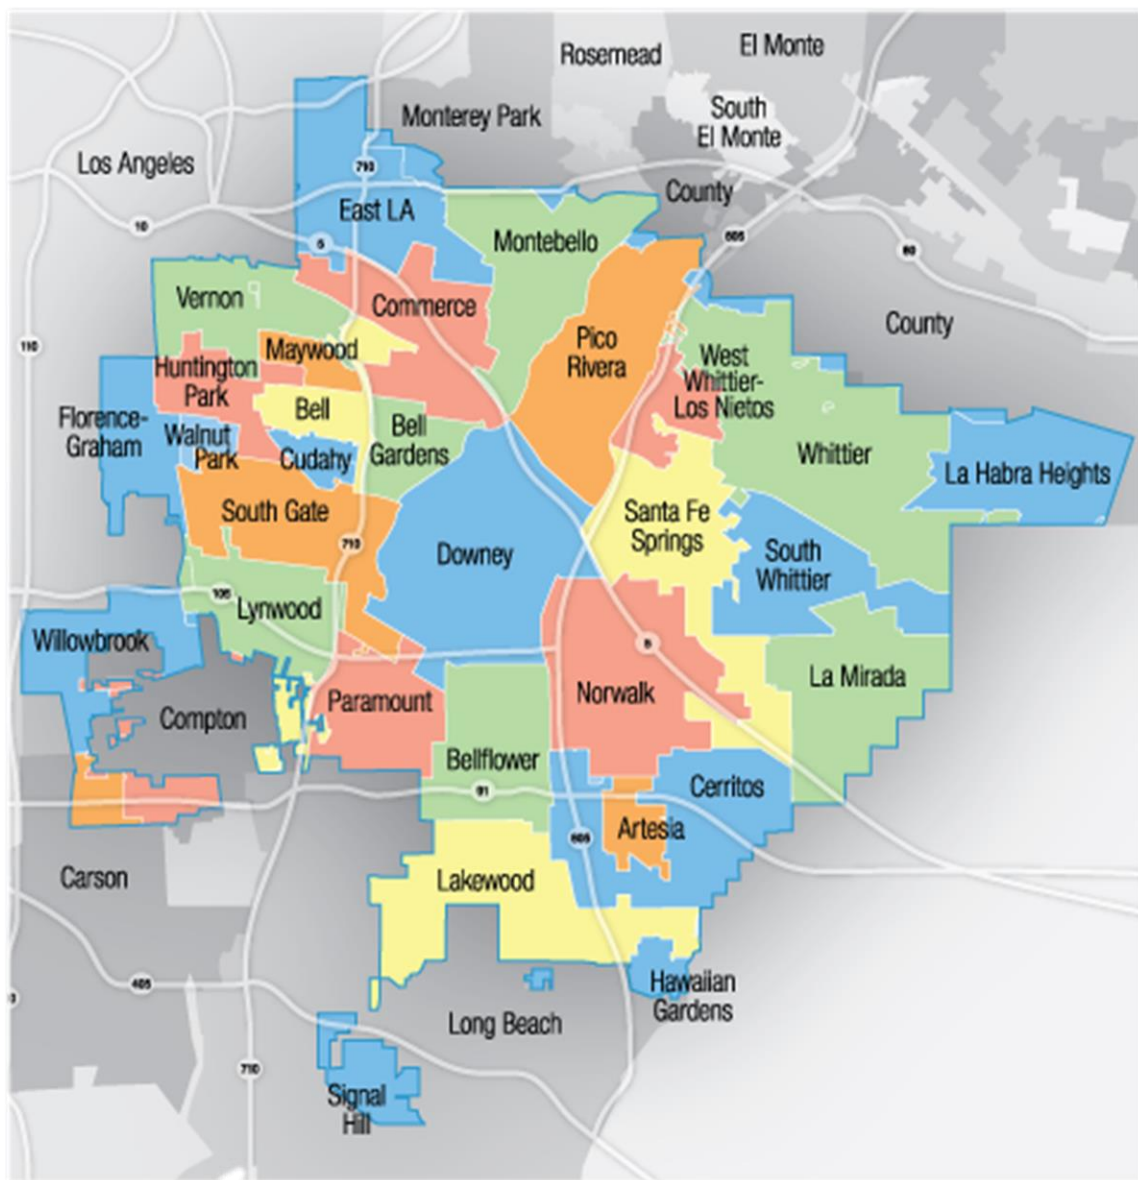 Rosemead
El Monte
South
El Monte
Monterey Park
Los Angeles
710
County
East LA
10
5
Montebello
605
60
Vernon
Commerce
County
110
Maywood
Pico
Rivera
West
Whittier-
Los Nietos
Huntington
Park
Florence-
Graham
Walnut
Park
Bell
Bell
Gardens
Cudahy
Whittier
La Habra Heights
South Gate
Santa Fe
Springs
710
Downey
South
Whittier
105
Lynwood
Willowbrook
5
La Mirada
Compton
Paramount
Norwalk
Bellflower
91
Cerritos
Artesia
605
Carson
Lakewood
405
Hawaiian
Gardens
Long Beach
710
Signal
Hill